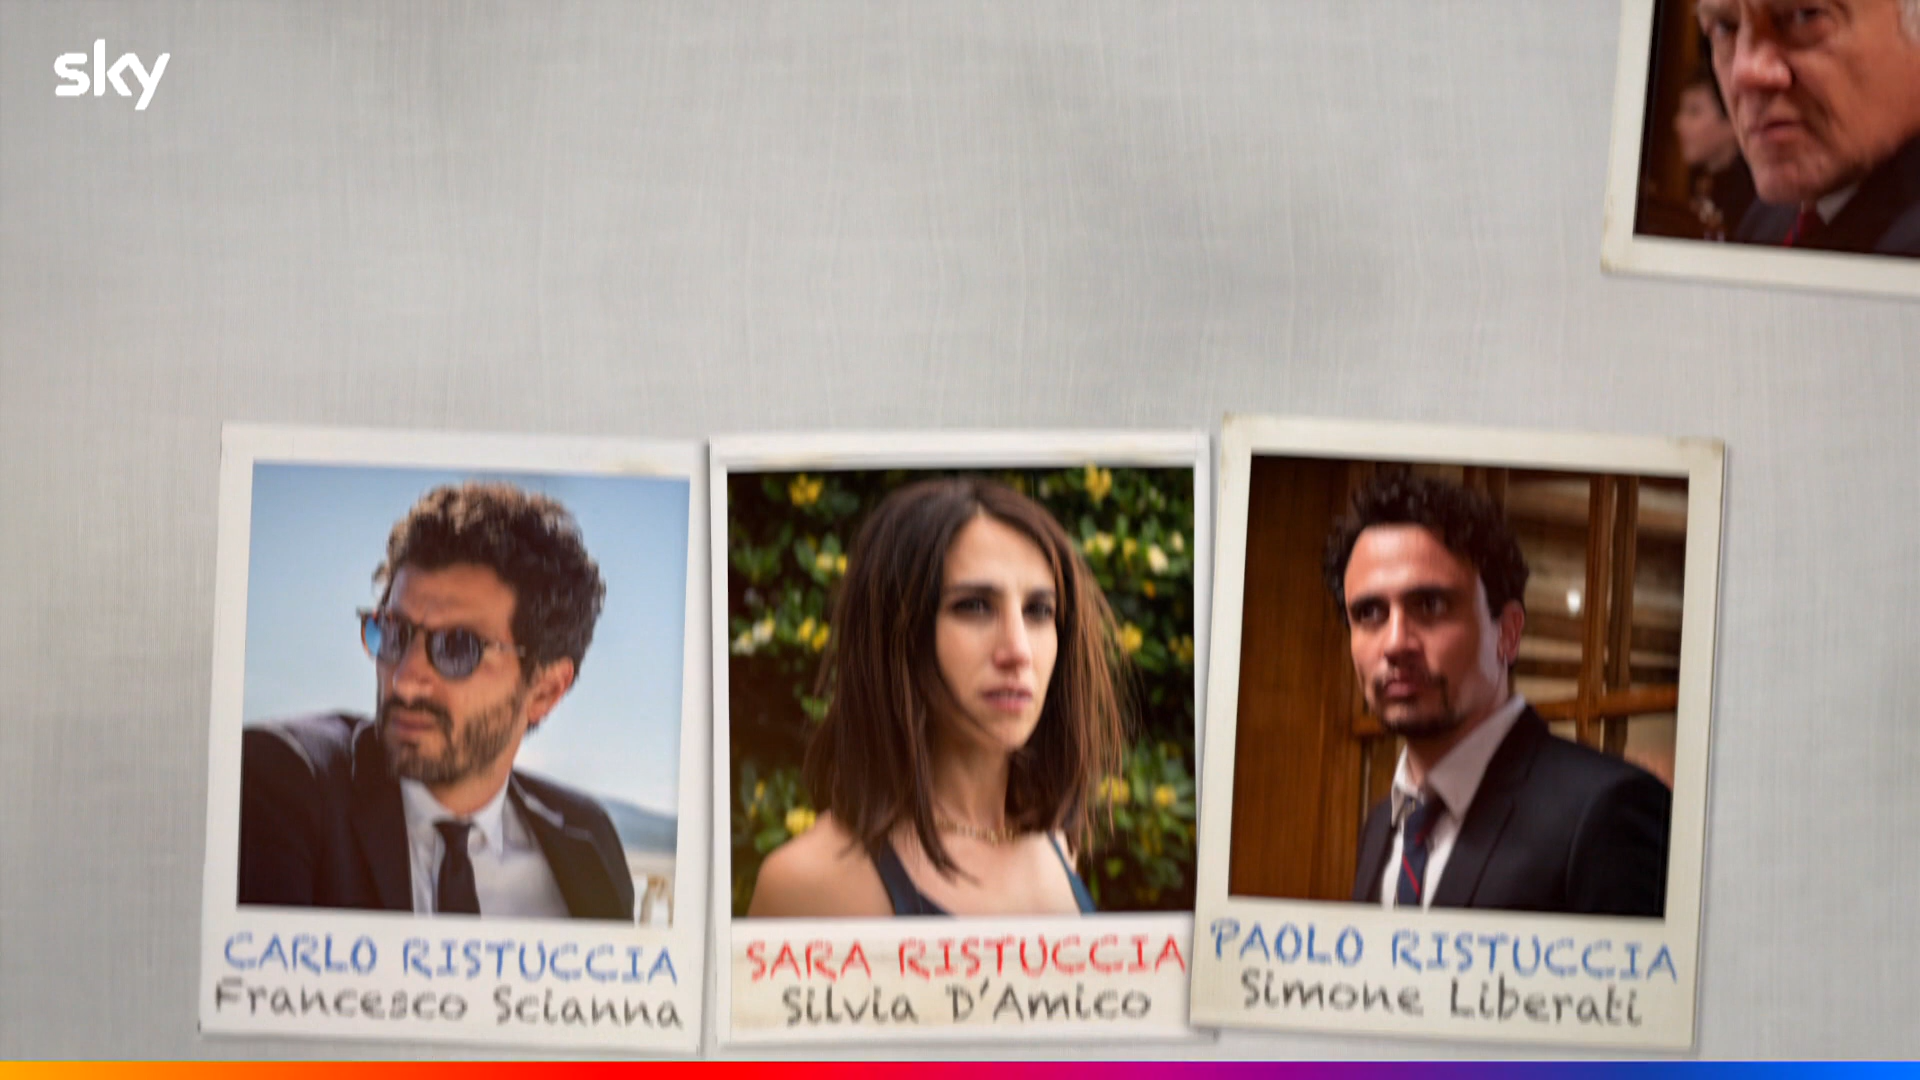 sky
CARLO RISTUCCIA
Francesco Scianna
SARA RISTUCCIA
Silvia D'Amico
PAOLO RISTUCCIA
Simone Liberati